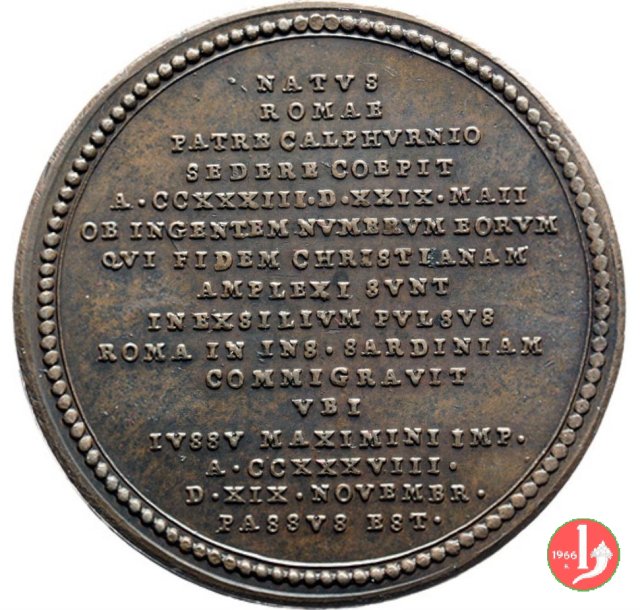 NATVS
ROMAE
PATRE CALPHVRNIO
SEDERE COEPIT
A · CCXXXIII · D · XXIX · MAII
OB INGENTEM NVMERVM EORVM
QVI FIDEM CHRISTIANAM
AMPLEXI SVNT
IN EXSILIVM PVLSVS
ROMA IN INS · SARDINIAM
COMMIGRAVIT
VBI
IVSSV MAXIMINI IMP ·
A · CCXXXVIII ·
D · XIX · NOVEMBR ·
PASSVS EST ·
1966